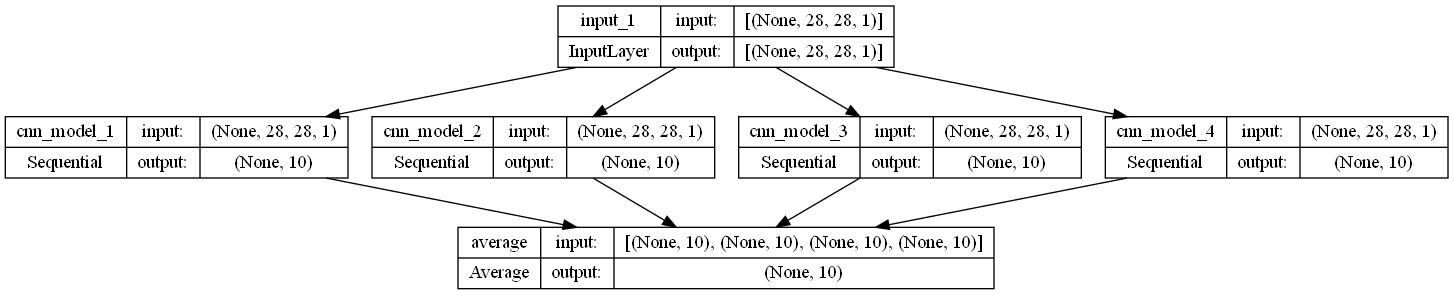 input_1 input: [(None, 28, 28, 1)]
InputLayer output: [(None, 28, 28, 1)]
cnn_model_1 input: (None, 28, 28, 1)
Sequential output: (None, 10)
cnn_model_2 input: (None, 28, 28, 1)
Sequential output: (None, 10)
cnn_model_3 input: (None, 28, 28, 1)
Sequential output: (None, 10)
cnn_model_4 input: (None, 28, 28, 1)
Sequential output: (None, 10)
average input: [(None, 10), (None, 10), (None, 10), (None, 10)]
Average output: (None, 10)